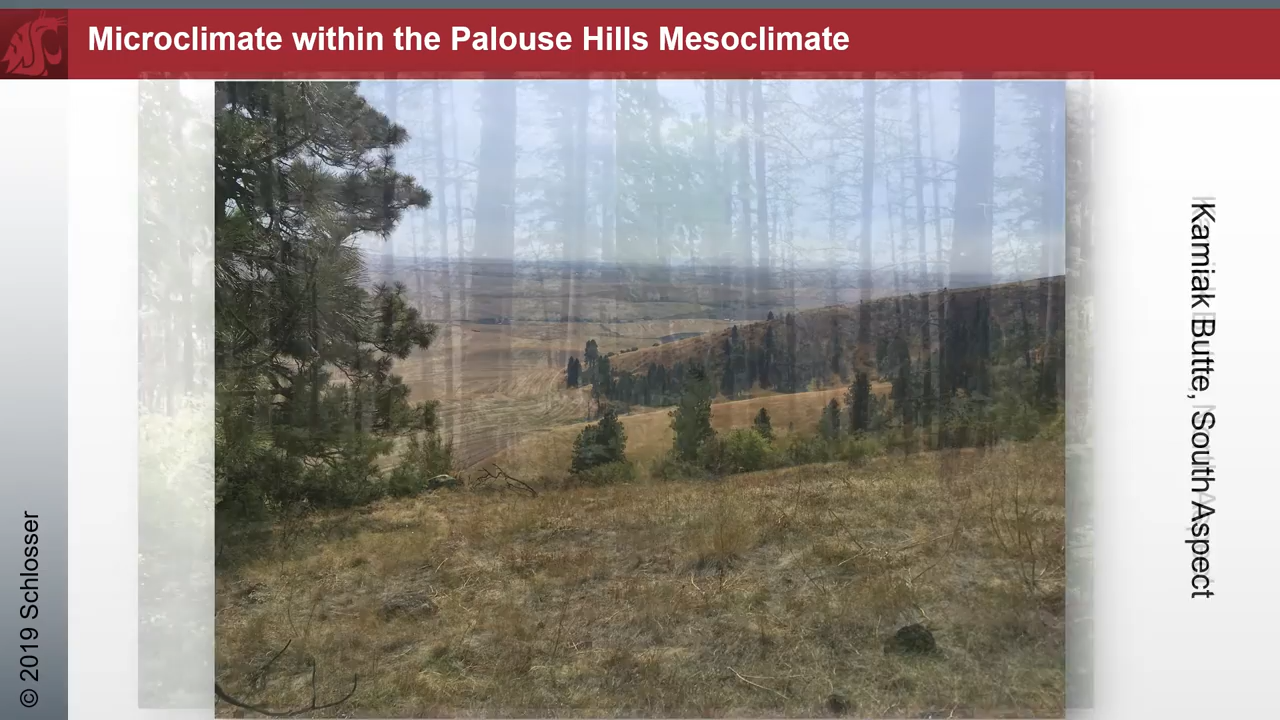 Microclimate within the Palouse Hills Mesoclimate
Kamiak Butte, South Aspect
© 2019 Schlosser